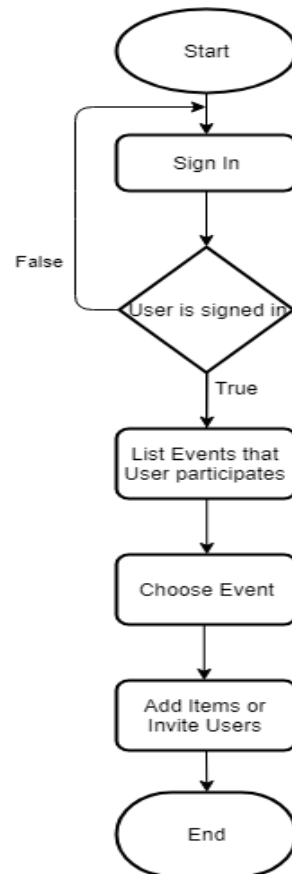 Start
Sign In
False
User is signed in
True
List Events that
User participates
Choose Event
Add Items or
Invite Users
End